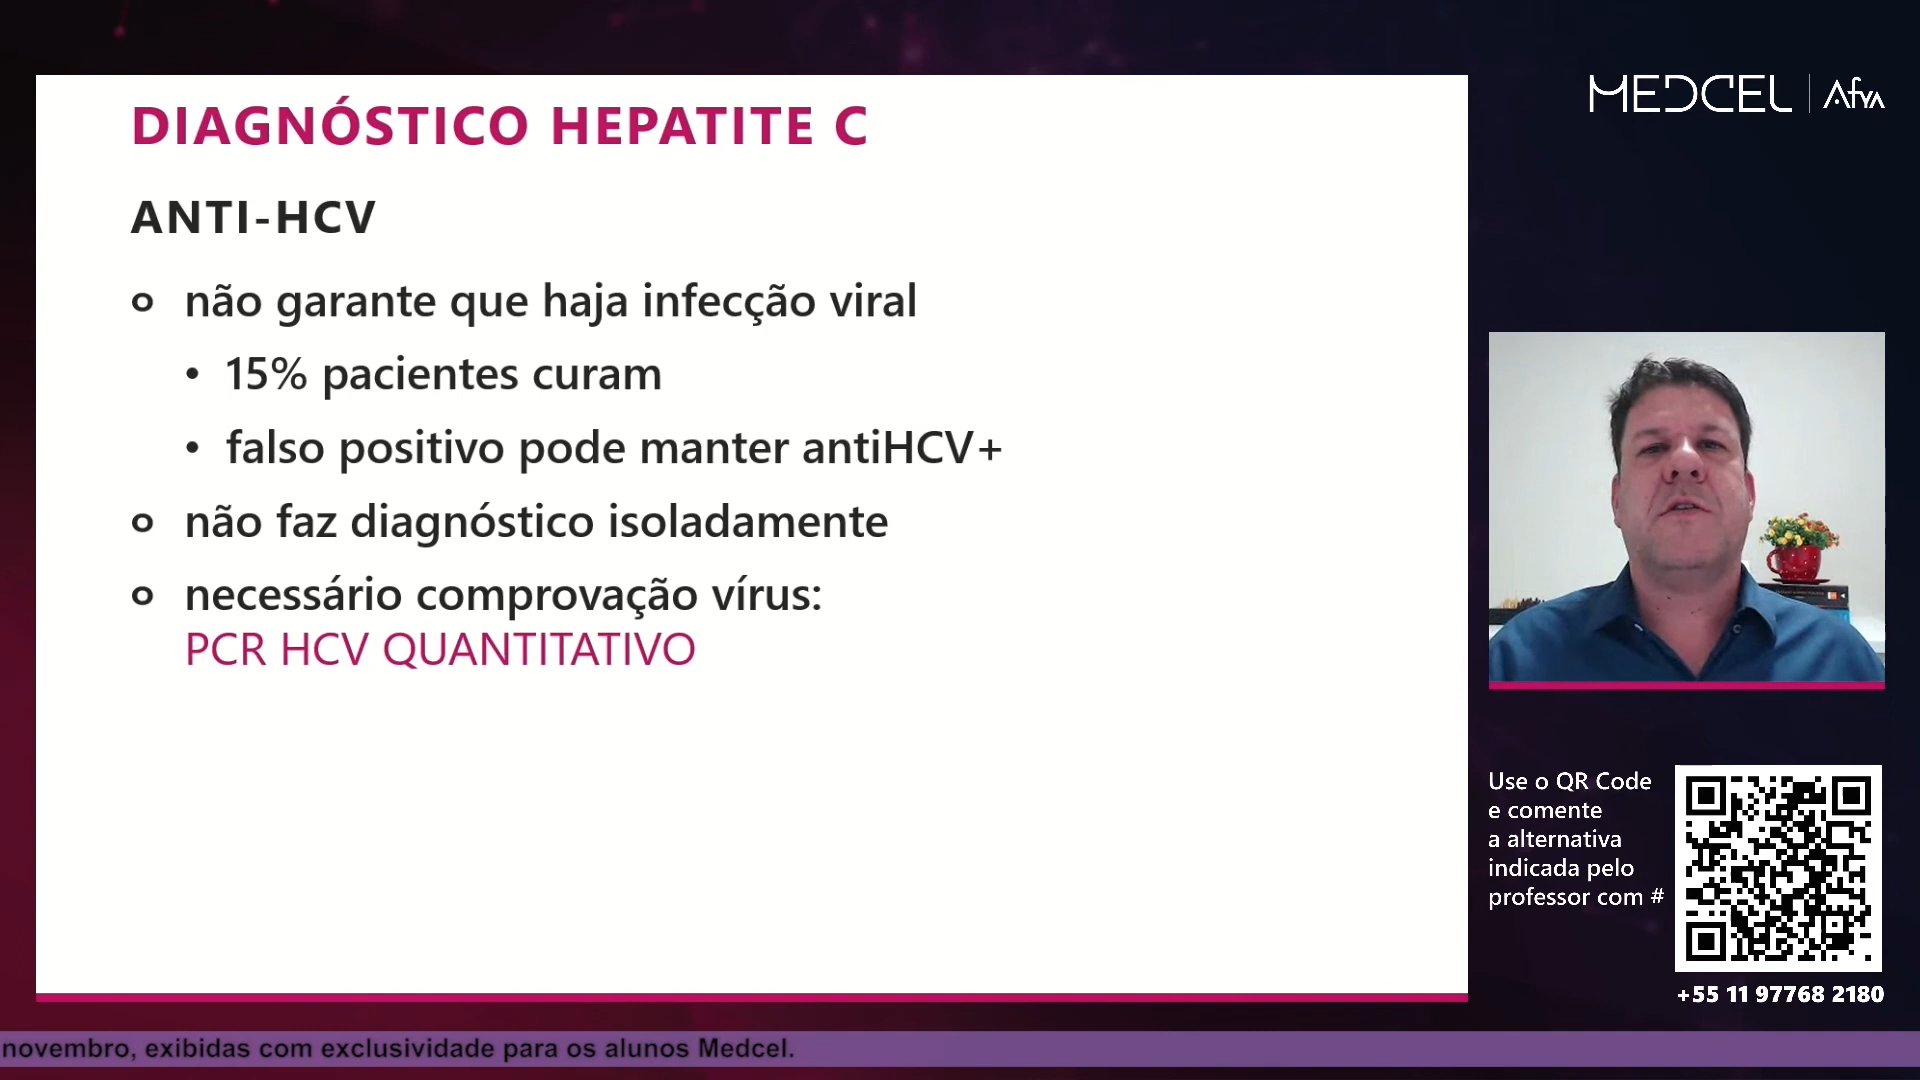 DIAGNÓSTICO HEPATITE C
ANTI-HCV
não garante que haja infecção viral
15% pacientes curam
falso positivo pode manter antiHCV+
não faz diagnóstico isoladamente
necessário comprovação vírus:
PCR HCV QUANTITATIVO
MEDCEL | Afya
Use o QR Code
e comente
a alternativa
indicada pelo
professor com #
+55 11 97768 2180
novembro, exibidas com exclusividade para os alunos Medcel.